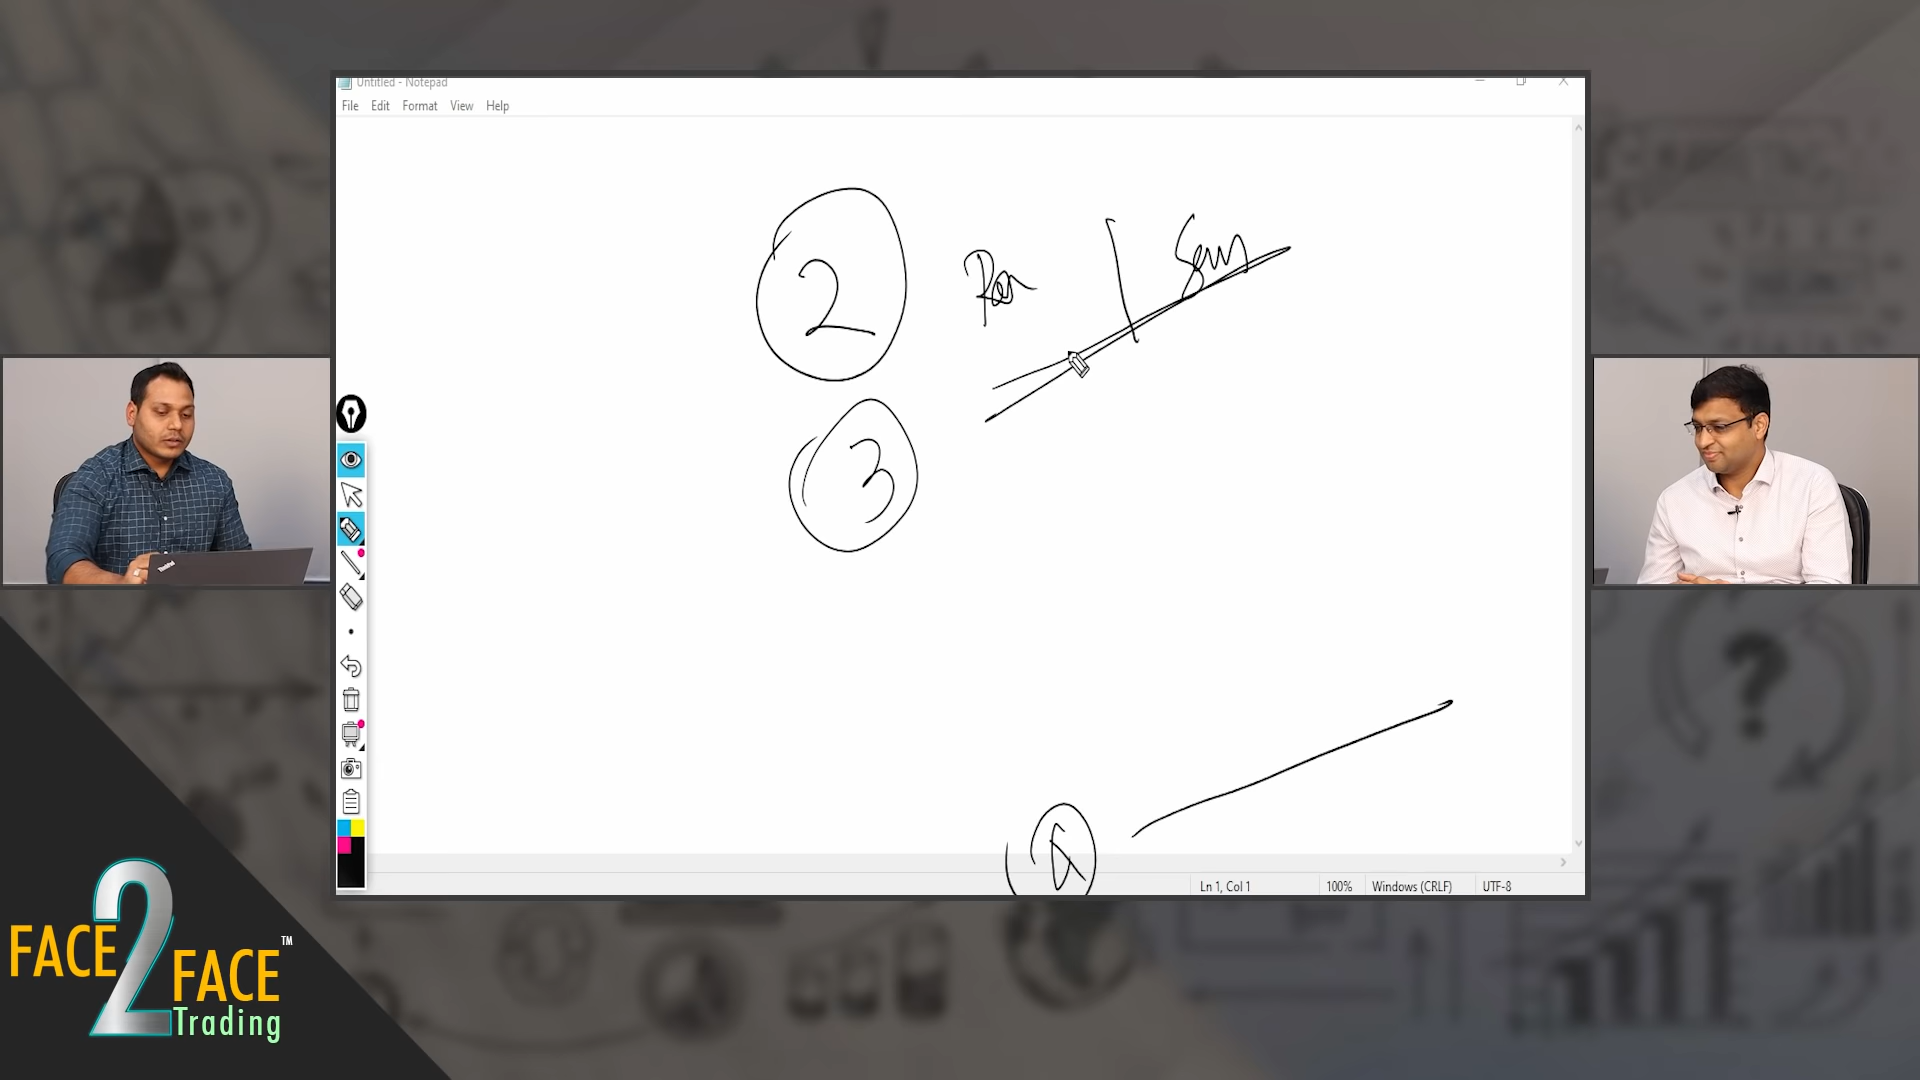 Untitled - Notepad
File Edit Format View Help
2
3
Ln 1, Col 1 100% Windows (CRLF) UTF-8
FACE 2 FACE ™
Trading